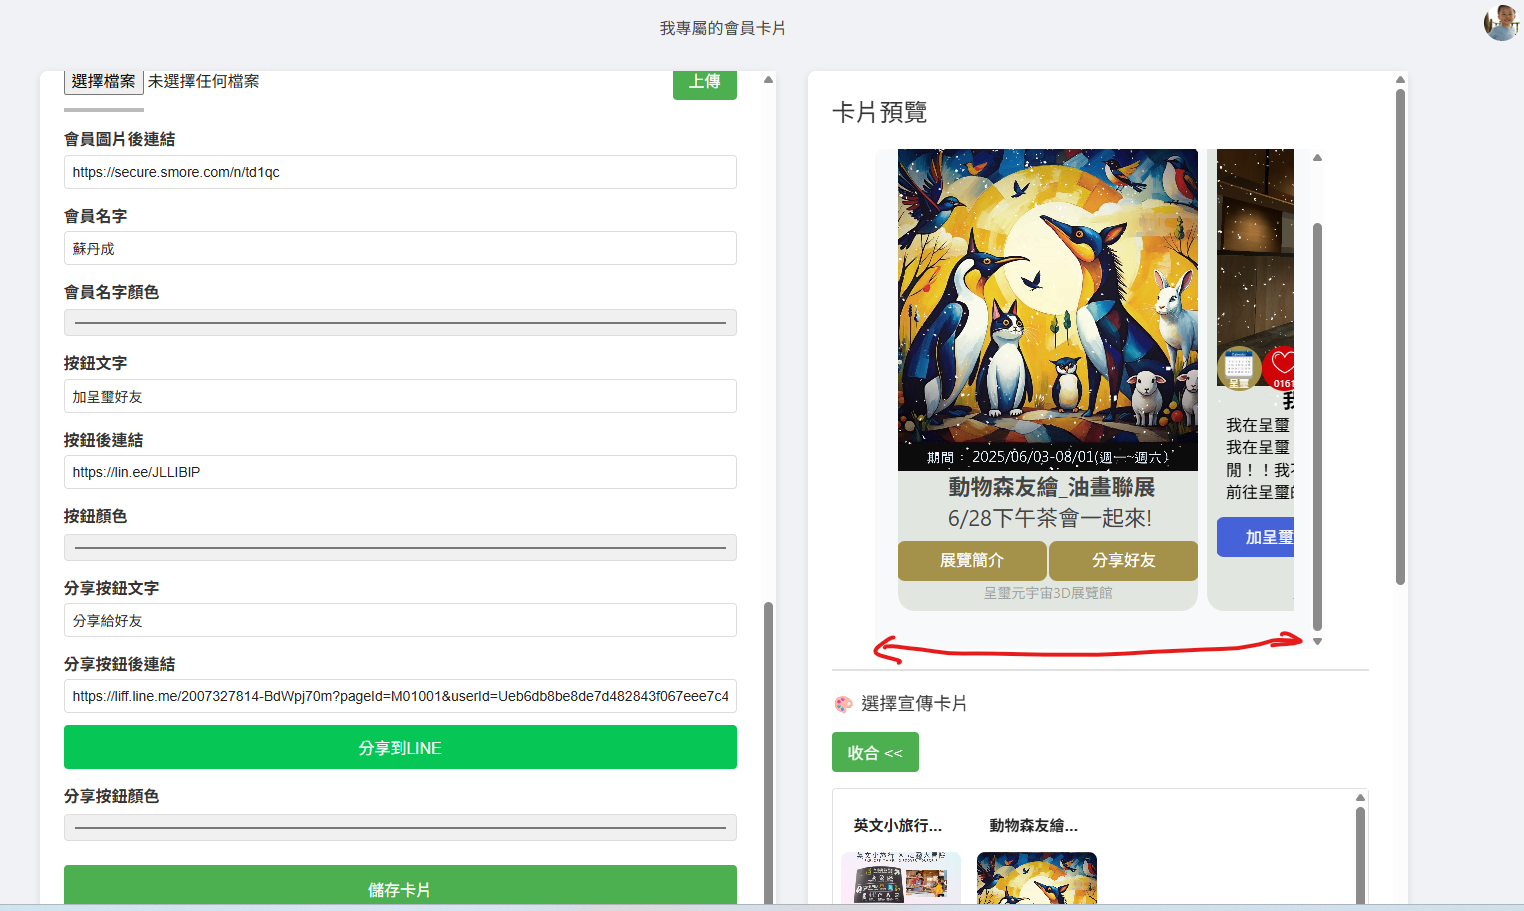 我專屬的會員卡片
選擇檔案 未選擇任何檔案
上傳
會員圖片後連結
https://secure.smore.com/n/td1qc
會員名字
蘇丹成
會員名字顏色
按鈕文字
加呈璽好友
按鈕後連結
https://lin.ee/JLLIBIP
按鈕顏色
分享按鈕文字
分享給好友
分享按鈕後連結
https://liff.line.me/2007327814-BdWpj70m?pageId=M01001&userId=Ueb6db8be8de7d482843f067eee7c4
分享到LINE
分享按鈕顏色
儲存卡片
卡片預覽
期間：2025/06/03-08/01(週一~週六)
動物森友繪_油畫聯展
6/28下午茶會一起來!
展覽簡介
分享好友
呈璽元宇宙3D展覽館
呈璽
0161
我在呈璽
我在呈璽
閒！！我
前往呈璽
加呈璽
🎨 選擇宣傳卡片
收合 <<
英文小旅行...
動物森友繪...